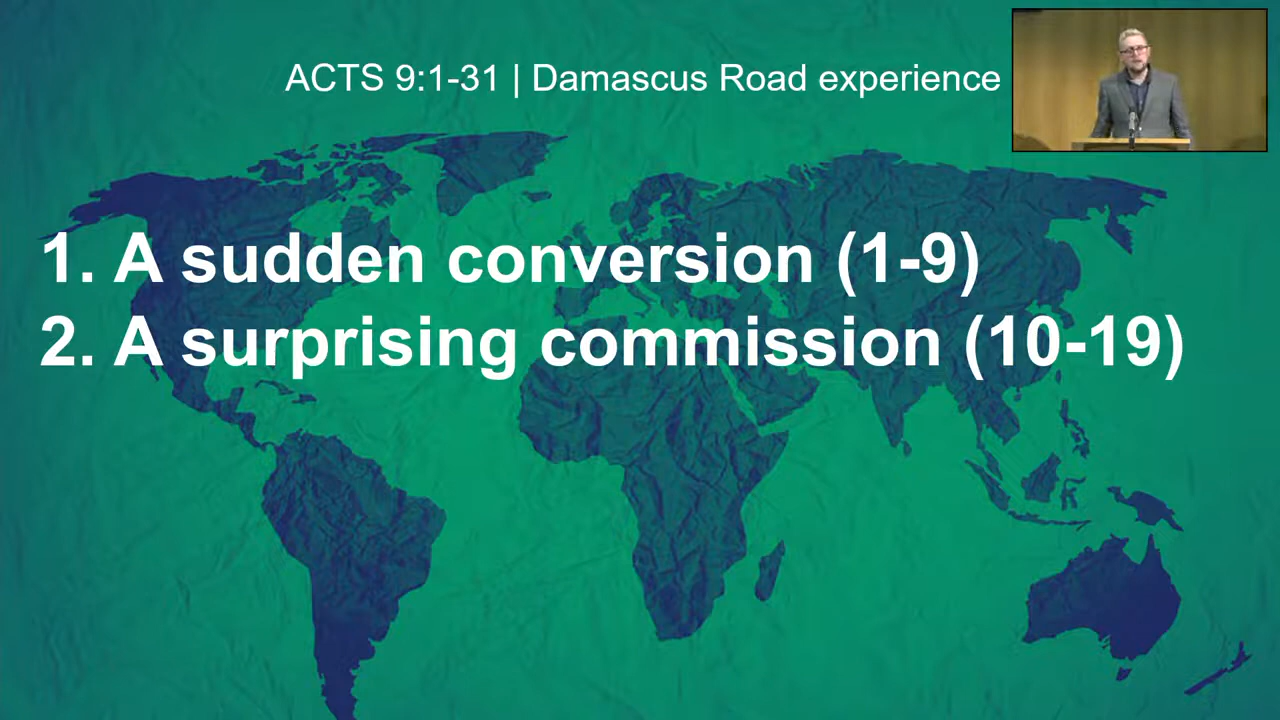 ACTS 9:1-31 | Damascus Road experience
1. A sudden conversion (1-9)
2. A surprising commission (10-19)